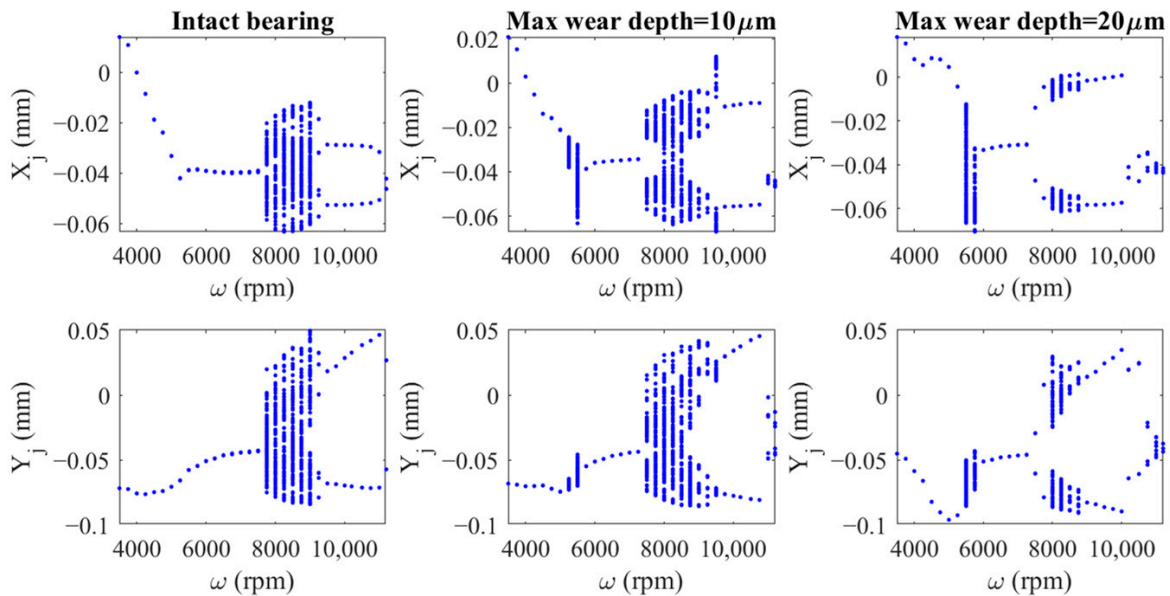 Intact bearing
Max wear depth=10μm
Max wear depth=20μm
0
−0.02
−0.04
−0.06
X_j (mm)
4000 6000 8000 10,000
ω (rpm)
0.02
0
−0.02
−0.04
−0.06
X_j (mm)
4000 6000 8000 10,000
ω (rpm)
0
−0.02
−0.04
−0.06
X_j (mm)
4000 6000 8000 10,000
ω (rpm)
0.05
0
−0.05
−0.1
Y_j (mm)
4000 6000 8000 10,000
ω (rpm)
0.05
0
−0.05
−0.1
Y_j (mm)
4000 6000 8000 10,000
ω (rpm)
0.05
0
−0.05
−0.1
Y_j (mm)
4000 6000 8000 10,000
ω (rpm)